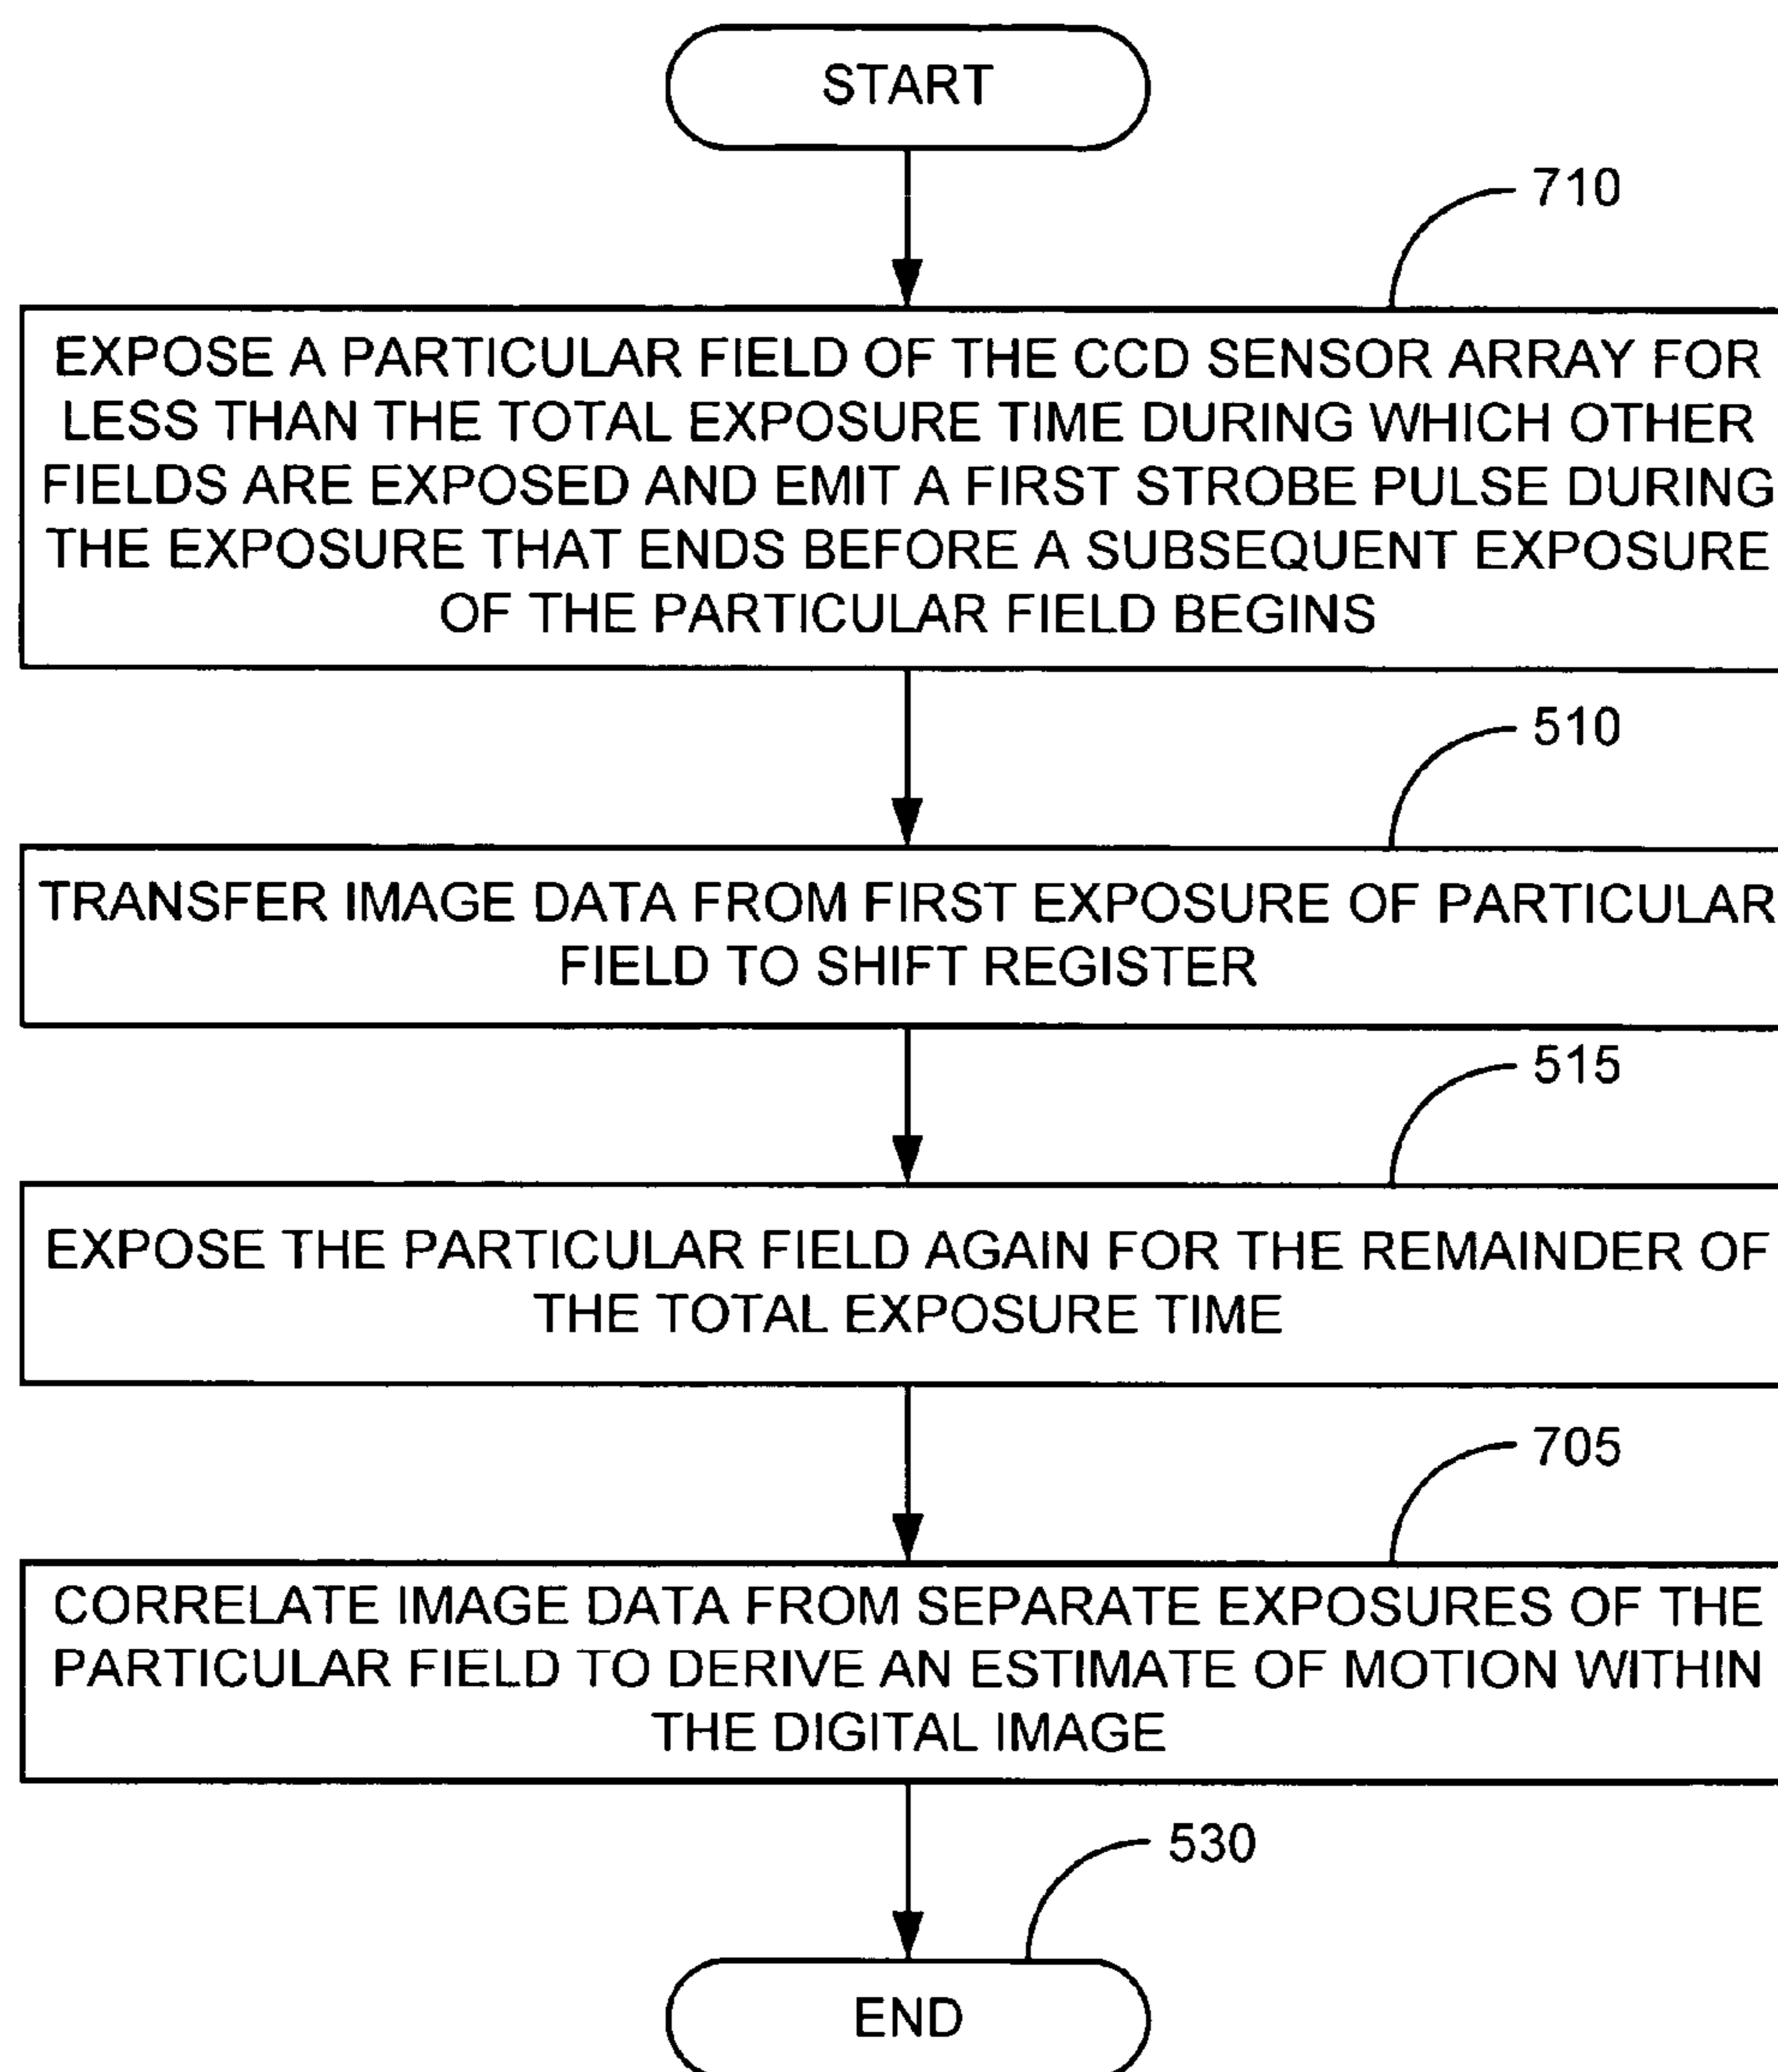 START
710
EXPOSE A PARTICULAR FIELD OF THE CCD SENSOR ARRAY FOR
LESS THAN THE TOTAL EXPOSURE TIME DURING WHICH OTHER
FIELDS ARE EXPOSED AND EMIT A FIRST STROBE PULSE DURING
THE EXPOSURE THAT ENDS BEFORE A SUBSEQUENT EXPOSURE
OF THE PARTICULAR FIELD BEGINS
510
TRANSFER IMAGE DATA FROM FIRST EXPOSURE OF PARTICULAR
FIELD TO SHIFT REGISTER
515
EXPOSE THE PARTICULAR FIELD AGAIN FOR THE REMAINDER OF
THE TOTAL EXPOSURE TIME
705
CORRELATE IMAGE DATA FROM SEPARATE EXPOSURES OF THE
PARTICULAR FIELD TO DERIVE AN ESTIMATE OF MOTION WITHIN
THE DIGITAL IMAGE
530
END